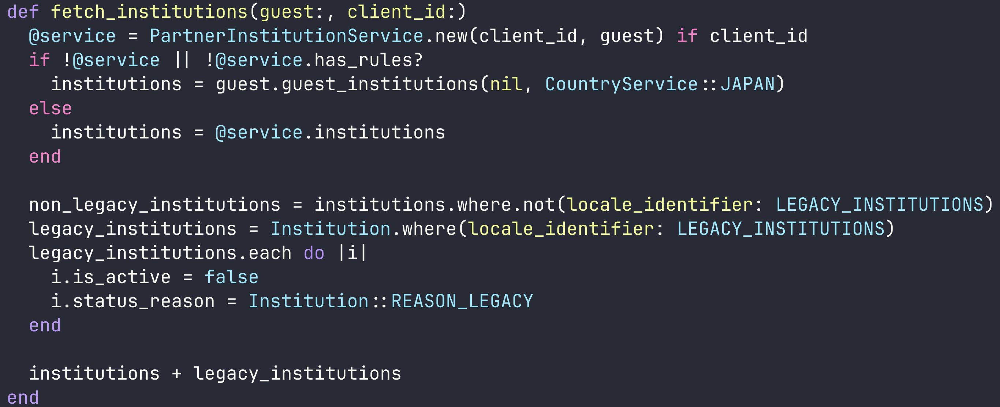 def fetch_institutions(guest:, client_id:)
  @service = PartnerInstitutionService.new(client_id, guest) if client_id
  if !@service || !@service.has_rules?
    institutions = guest.guest_institutions(nil, CountryService::JAPAN)
  else
    institutions = @service.institutions
  end

  non_legacy_institutions = institutions.where.not(locale_identifier: LEGACY_INSTITUTIONS)
  legacy_institutions = Institution.where(locale_identifier: LEGACY_INSTITUTIONS)
  legacy_institutions.each do |i|
    i.is_active = false
    i.status_reason = Institution::REASON_LEGACY
  end

  institutions + legacy_institutions
end